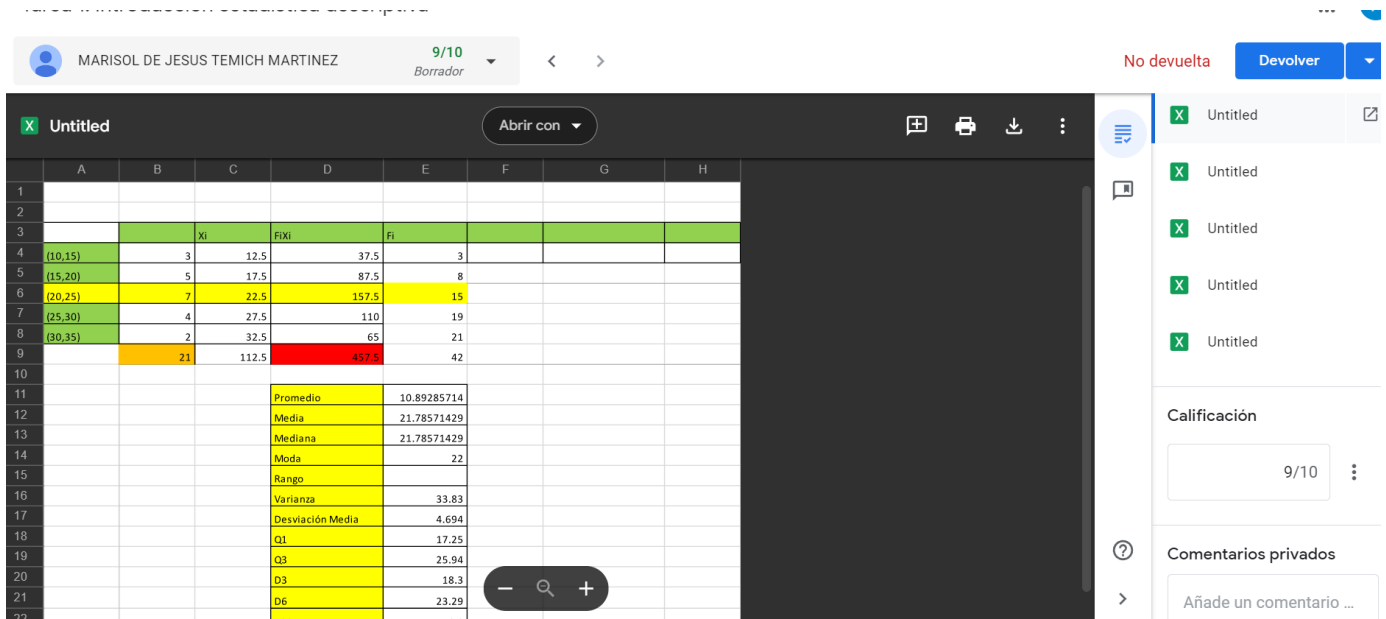 MARISOL DE JESUS TEMICH MARTINEZ
9/10
Borrador
No devuelta
Devolver
X Untitled
Abrir con
A B C D E F G H
1
2
3 Xi FiXi Fi
4 (10,15) 3 12.5 37.5 3
5 (15,20) 5 17.5 87.5 8
6 (20,25) 7 22.5 157.5 15
7 (25,30) 4 27.5 110 19
8 (30,35) 2 32.5 65 21
9 21 112.5 457.5 42
10
11 Promedio 10.89285714
12 Media 21.78571429
13 Mediana 21.78571429
14 Moda 22
15 Rango
16 Varianza 33.83
17 Desviación Media 4.694
18 Q1 17.25
19 Q3 25.94
20 D3 18.3
21 D6 23.29
X Untitled
X Untitled
X Untitled
X Untitled
X Untitled
Calificación
9/10
Comentarios privados
Añade un comentario ...